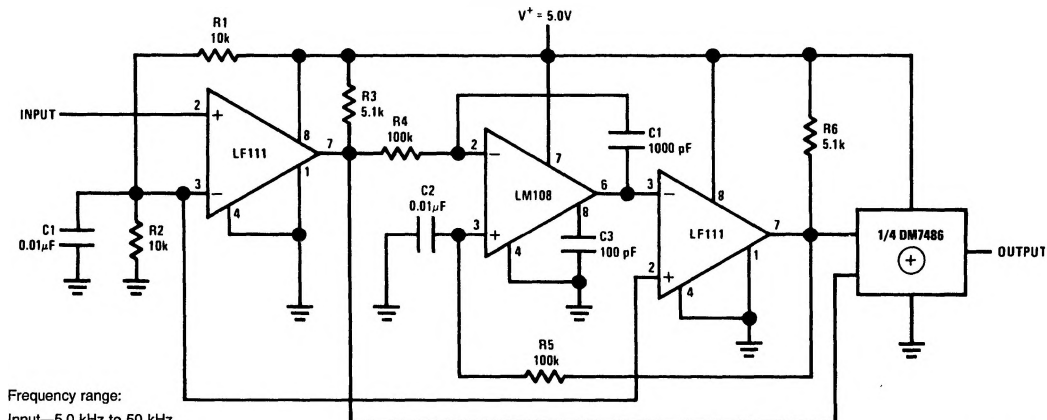 V+ = 5.0V
R1
10k
R3
5.1k
R4
100k
C1
1000 pF
R6
5.1k
INPUT
2
+
8
7
LF111
1
3
−
4
2
−
7
LM108
6
3
+
8
4
3
−
8
LF111
7
2
+
1
4
1/4 DM7486
+
OUTPUT
C1
0.01μF
R2
10k
C2
0.01μF
C3
100 pF
R5
100k
Frequency range:
Input—5.0 kHz to 50 kHz